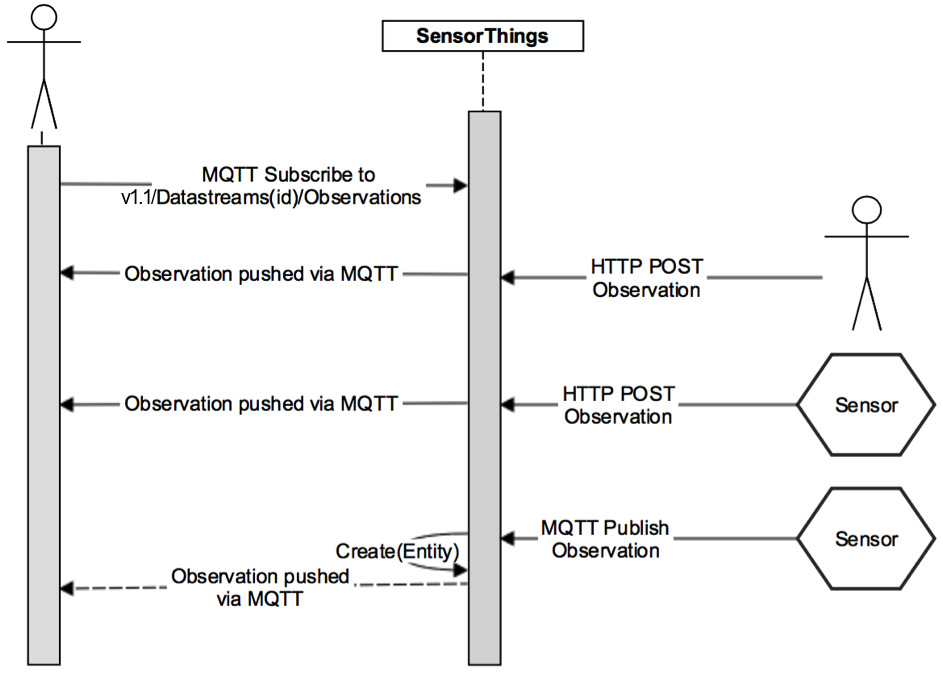 SensorThings
MQTT Subscribe to
v1.1/Datastreams(id)/Observations
Observation pushed via MQTT
HTTP POST
Observation
Observation pushed via MQTT
HTTP POST
Observation
Sensor
MQTT Publish
Observation
Sensor
Create(Entity)
Observation pushed
via MQTT